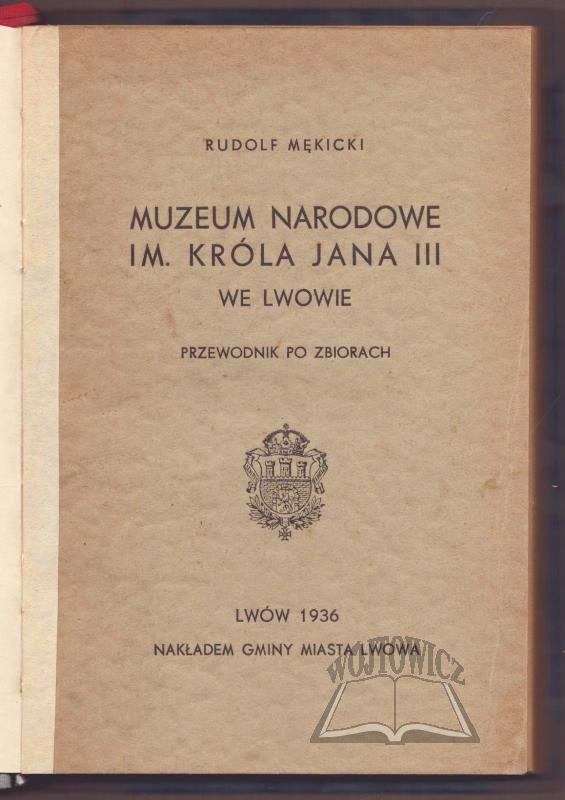 RUDOLF MĘKICKI
MUZEUM NARODOWE
IM. KRÓLA JANA III
WE LWOWIE
PRZEWODNIK PO ZBIORACH
LWÓW 1936
NAKŁADEM GMINY MIASTA LWOWA
WÓJTOWICZ